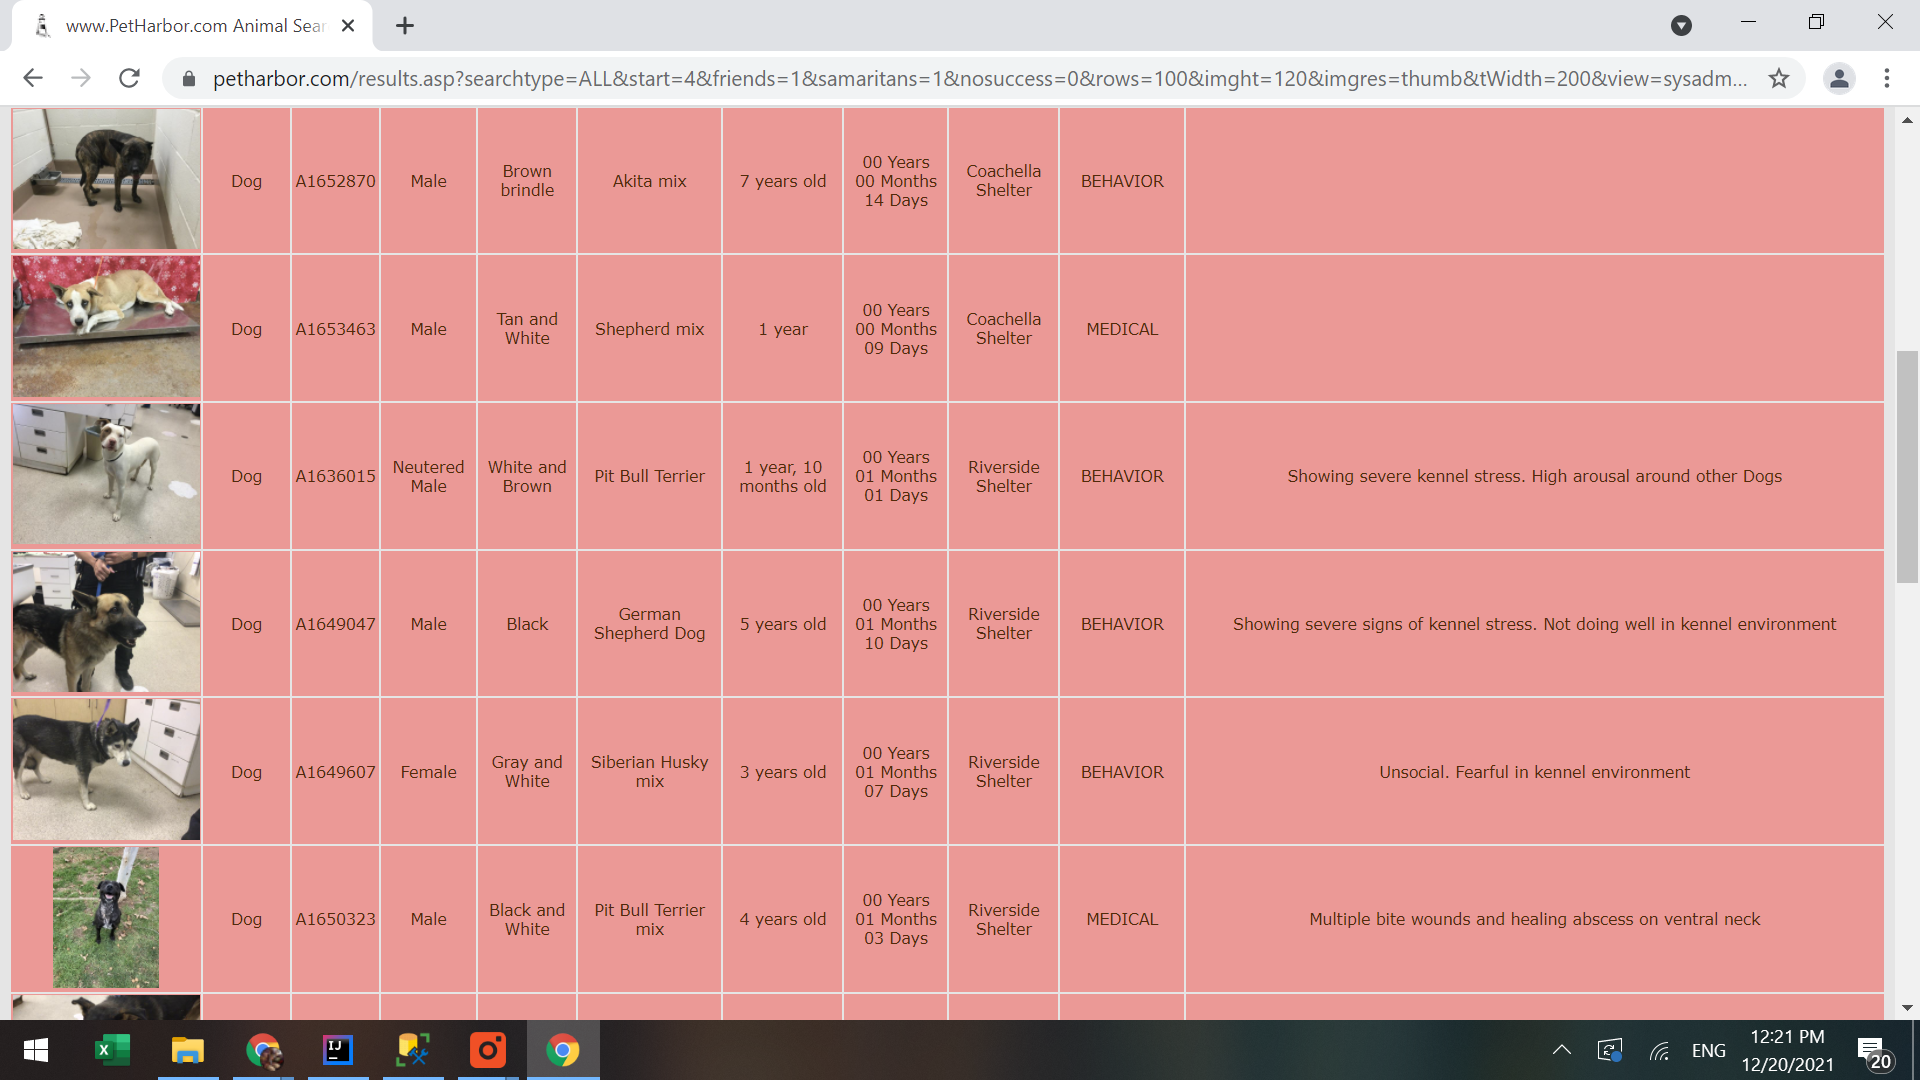 www.PetHarbor.com Animal Sear
petharbor.com/results.asp?searchtype=ALL&start=4&friends=1&samaritans=1&nosuccess=0&rows=100&imght=120&imgres=thumb&tWidth=200&view=sysadm...
Dog
A1652870
Male
Brown
brindle
Akita mix
7 years old
00 Years
00 Months
14 Days
Coachella
Shelter
BEHAVIOR
Dog
A1653463
Male
Tan and
White
Shepherd mix
1 year
00 Years
00 Months
09 Days
Coachella
Shelter
MEDICAL
Dog
A1636015
Neutered
Male
White and
Brown
Pit Bull Terrier
1 year, 10
months old
00 Years
01 Months
01 Days
Riverside
Shelter
BEHAVIOR
Showing severe kennel stress. High arousal around other Dogs
Dog
A1649047
Male
Black
German
Shepherd Dog
5 years old
00 Years
01 Months
10 Days
Riverside
Shelter
BEHAVIOR
Showing severe signs of kennel stress. Not doing well in kennel environment
Dog
A1649607
Female
Gray and
White
Siberian Husky
mix
3 years old
00 Years
01 Months
07 Days
Riverside
Shelter
BEHAVIOR
Unsocial. Fearful in kennel environment
Dog
A1650323
Male
Black and
White
Pit Bull Terrier
mix
4 years old
00 Years
01 Months
03 Days
Riverside
Shelter
MEDICAL
Multiple bite wounds and healing abscess on ventral neck
X
IJ
ENG
12:21 PM
12/20/2021
20